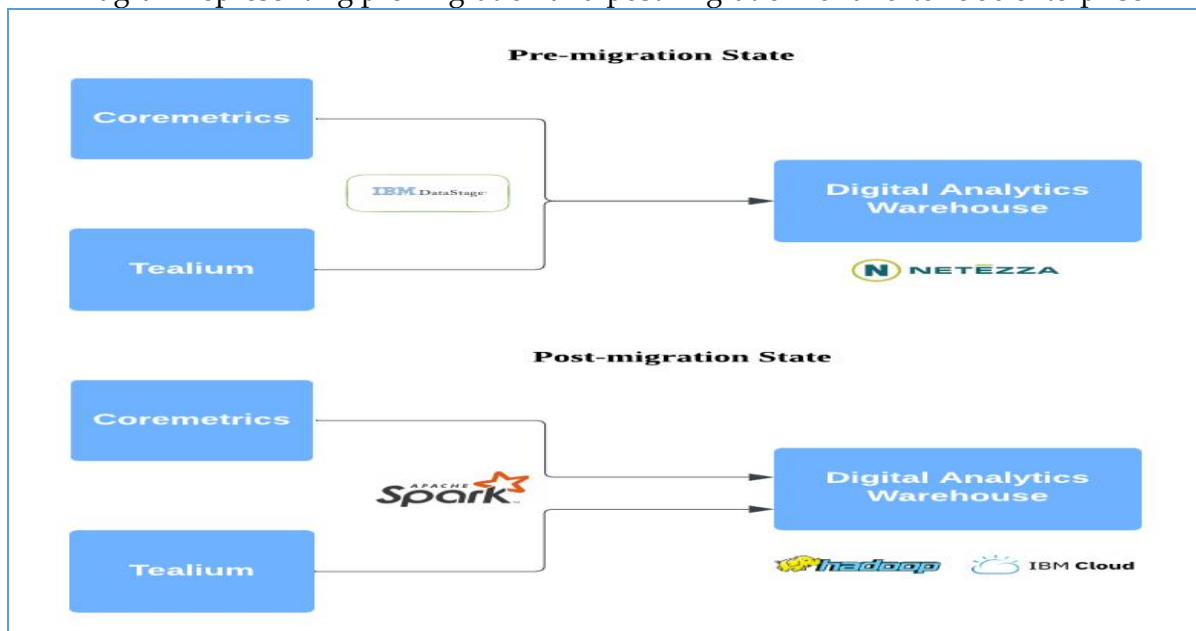 Pre-migration State
Coremetrics
IBM DataStage
Digital Analytics
Warehouse
Tealium
NETEZZA
Post-migration State
Coremetrics
APACHE
Spark
Digital Analytics
Warehouse
Tealium
hadoop
IBM Cloud